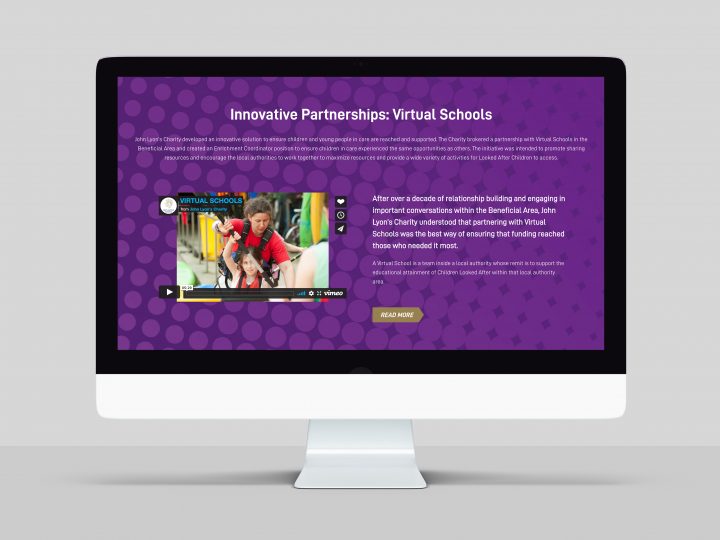 Innovative Partnerships: Virtual Schools
John Lyon's Charity developed an innovative solution to ensure children and young people in care are reached and supported. The Charity brokered a partnership with Virtual Schools in the
Beneficial Area and created an Enrichment Coordinator position to ensure children in care experienced the same opportunities as others. The initiative was intended to promote sharing
resources and encourage the local authorities to work together to maximize resources and provide a wide variety of activities for Looked After Children to access.
VIRTUAL SCHOOLS
from John Lyon's Charity
00:29
vimeo
After over a decade of relationship building and engaging in
important conversations within the Beneficial Area, John
Lyon's Charity understood that partnering with Virtual
Schools was the best way of ensuring that funding reached
those who needed it most.
A Virtual School is a team inside a local authority whose remit is to support the
educational attainment of Children Looked After within that local authority
area.
READ MORE